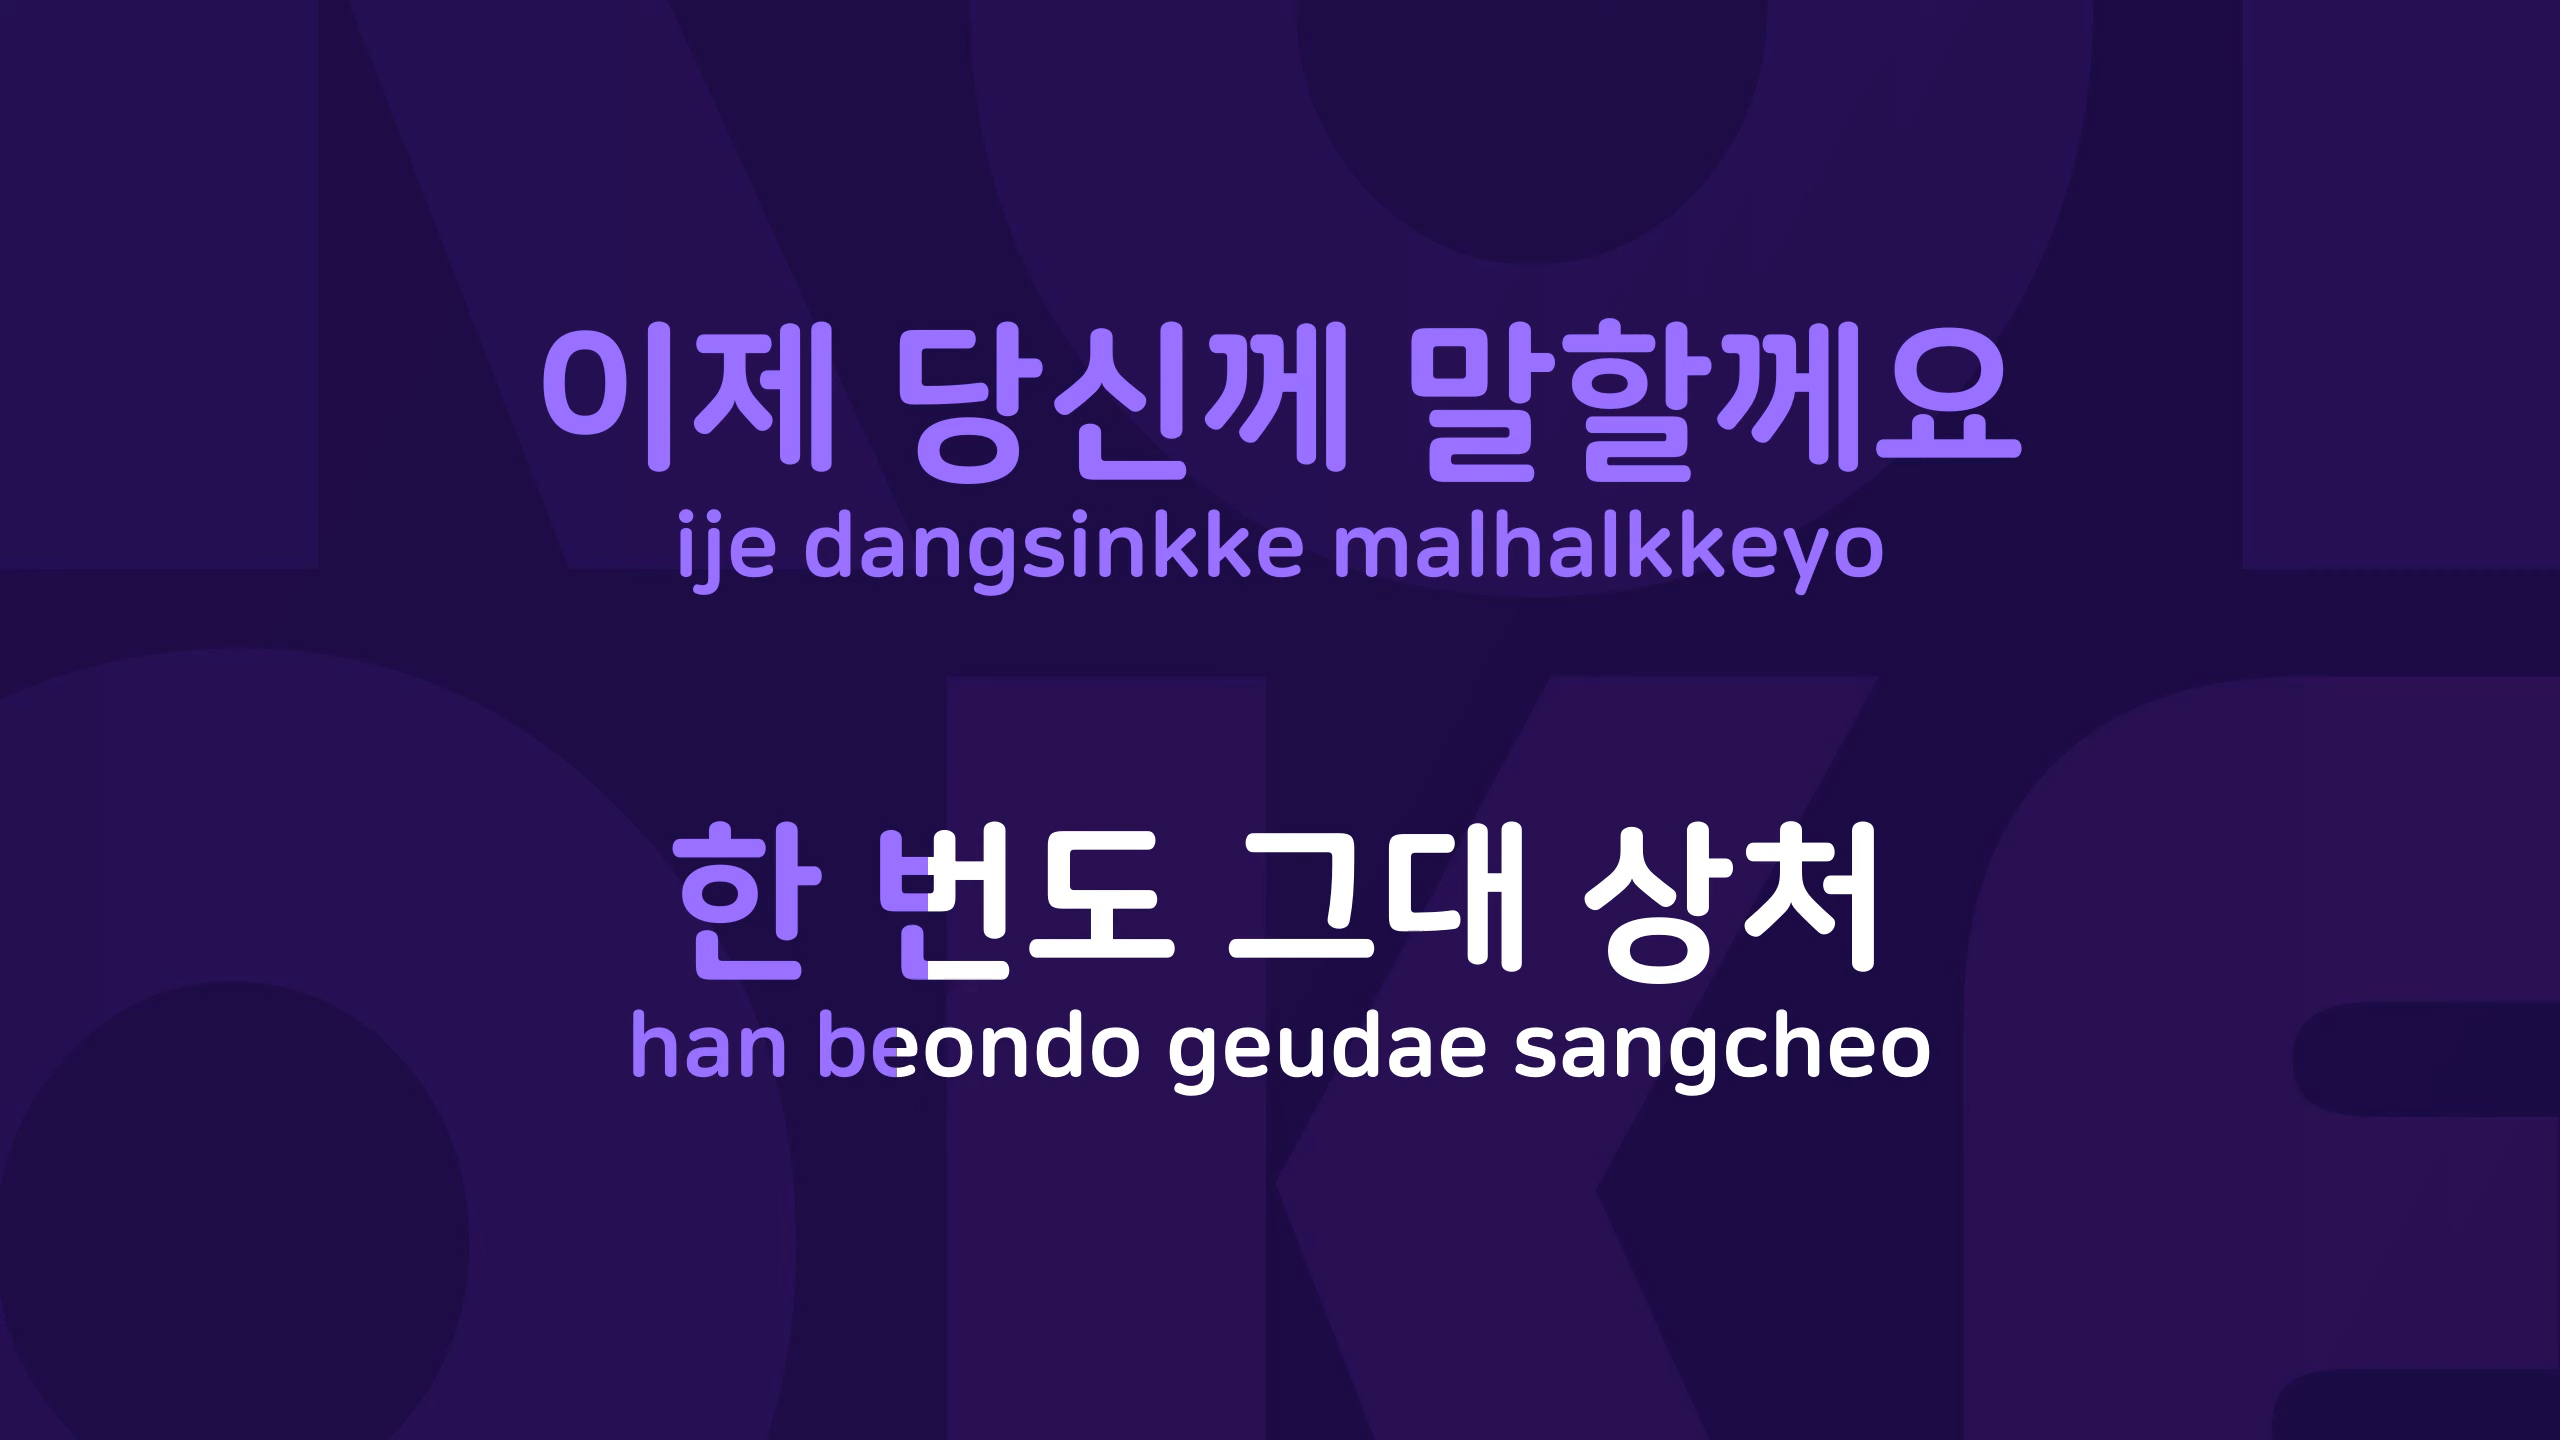 이제 당신께 말할께요
ije dangsinkke malhalkkeyo
한 번도 그대 상처
han beondo geudae sangcheo